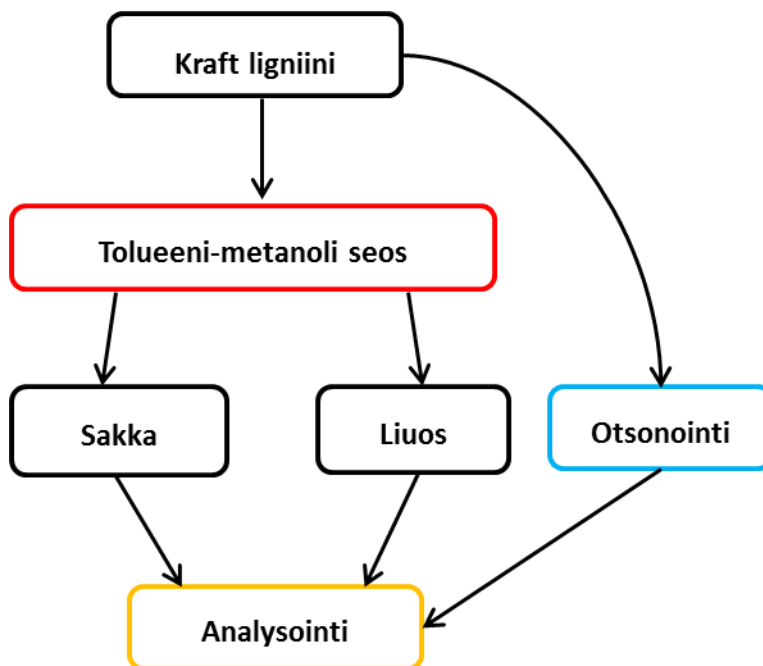 Kraft ligniini
Tolueeni-metanoli seos
Sakka
Liuos
Otsonointi
Analysointi